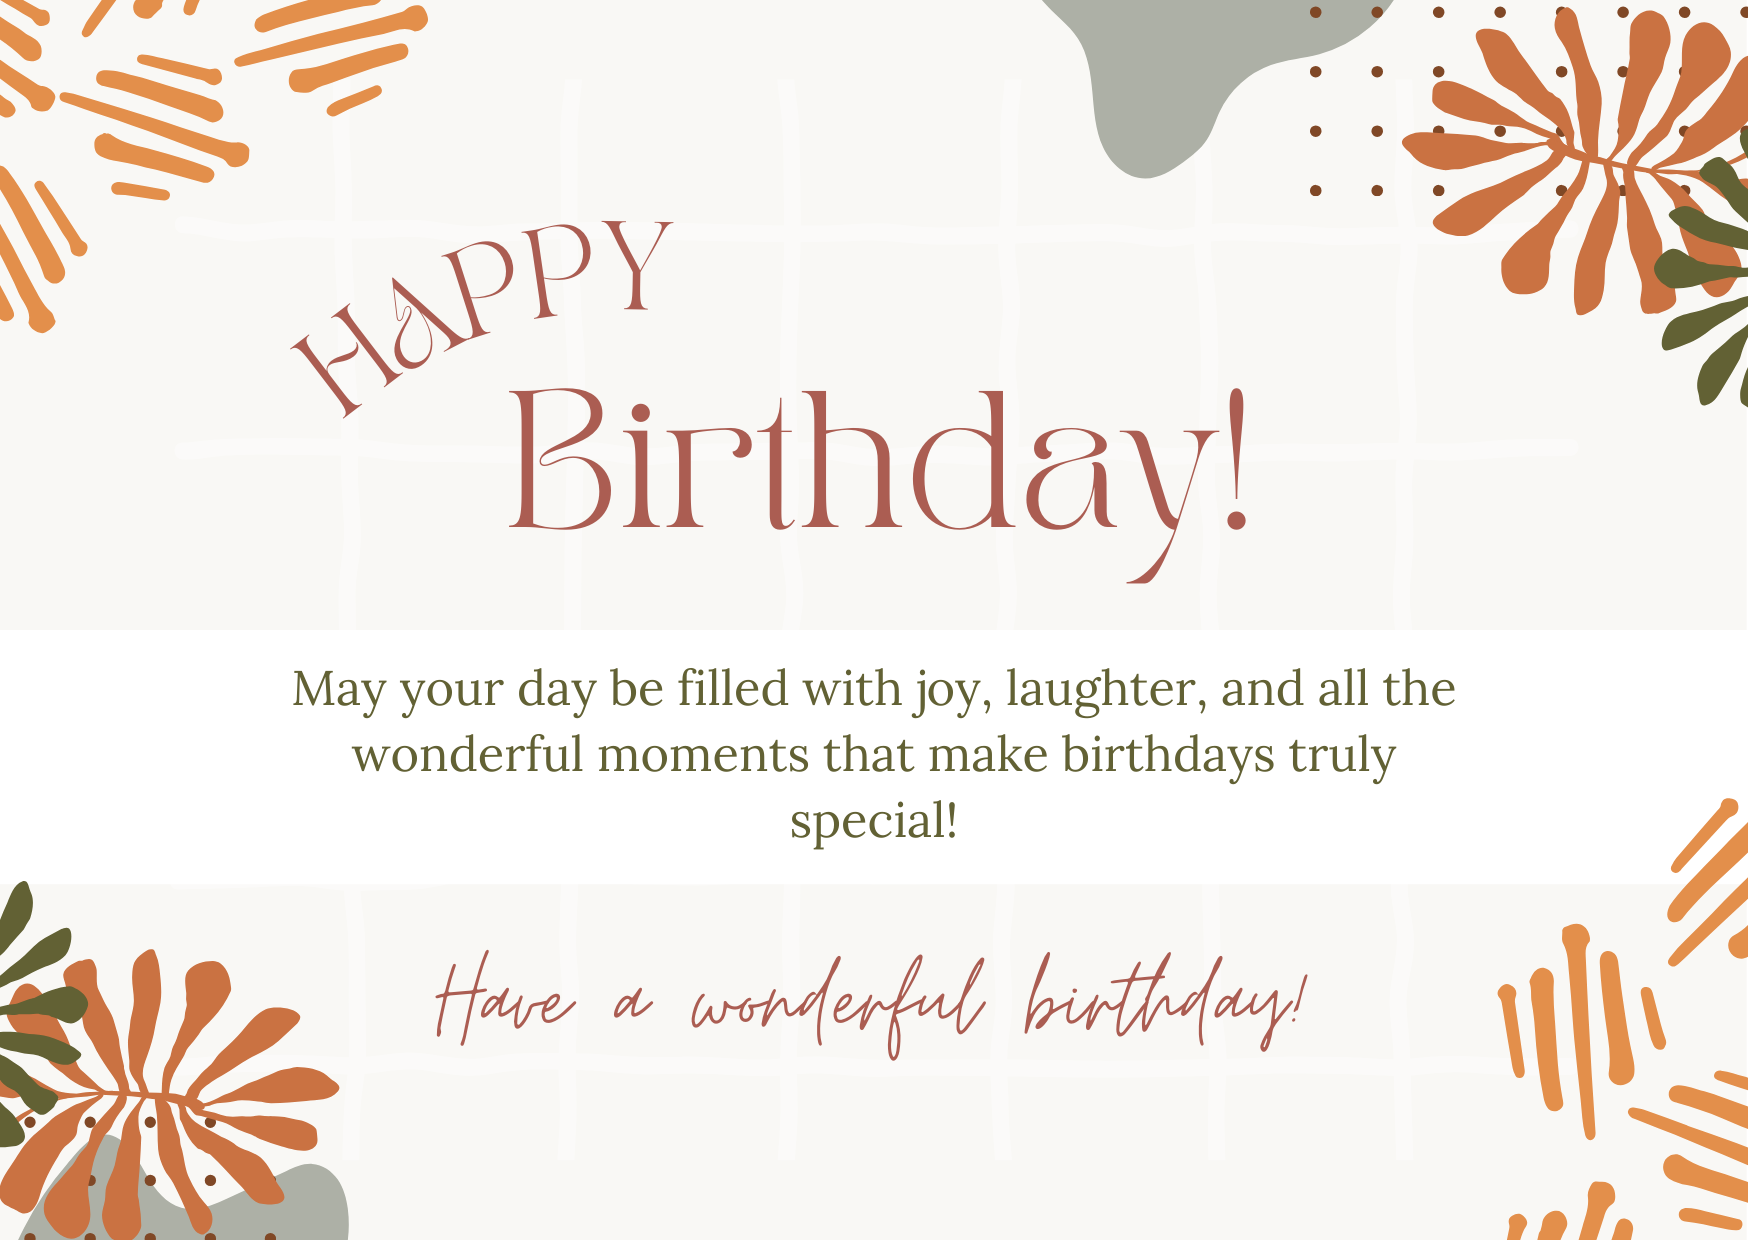 HAPPY
Birthday!
May your day be filled with joy, laughter, and all the
wonderful moments that make birthdays truly
special!
Have a wonderful birthday!